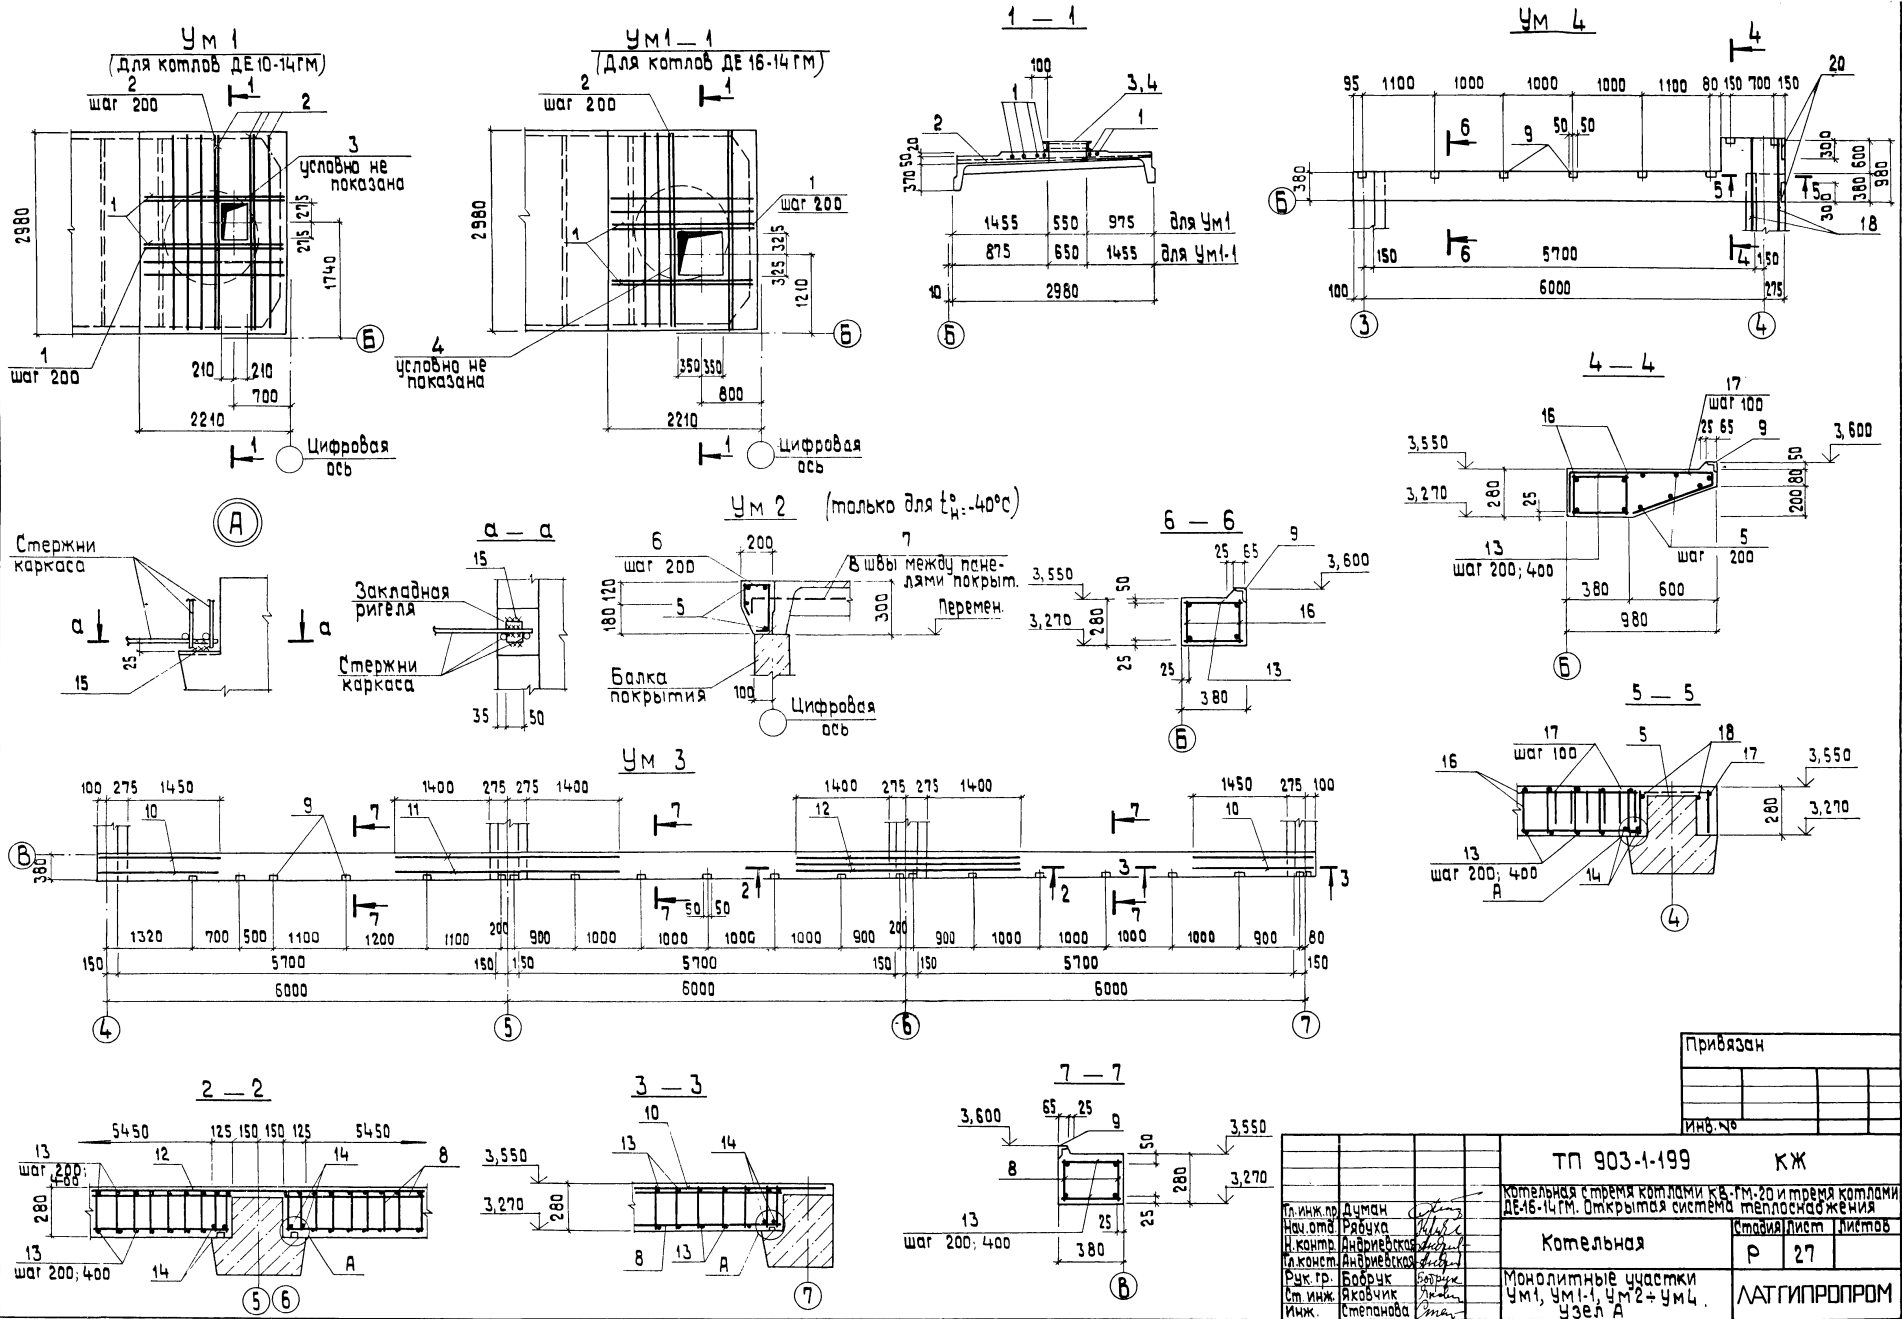 Ум 1
(для котлов ДЕ10-14ГМ)
2
шаг 200
1
2
3
условно не
показана
2980
1
275
275
1740
Б
1
шаг 200
210
210
700
2210
1
Цифровая
ось
Ум1-1
(для котлов ДЕ16-14ГМ)
2
шаг 200
1
2980
1
шаг 200
1
325
325
1210
Б
4
условно не
показана
350
350
800
2210
1
Цифровая
ось
1 — 1
100
1
3,4
2
1
370
50
20
1455
550
975
для Ум1
875
650
1455
для Ум1-1
10
2980
Б
Ум 4
4
20
95
1100
1000
1000
1000
1100
80
150
700
150
6
9
50
50
380
Б
5
5
300
600
380
300
980
18
6
4
150
5700
150
100
6000
275
3
4
4 — 4
17
шаг 100
16
25
65
9
3,550
3,600
3,270
280
25
50
80
200
13
шаг 200; 400
5
шаг 200
380
600
980
Б
А
Стержни
каркаса
а
а
25
15
а — а
15
Закладная
ригеля
Стержни
каркаса
35
50
Ум 2 (только для tн°=-40°С)
6
шаг 200
200
7
В швы между пане-
лями покрыт.
120
180
5
300
Перемен.
Балка
покрытия
100
Цифровая
ось
6 — 6
9
25
65
3,550
3,600
50
280
16
3,270
25
25
13
380
Б
5 — 5
17
шаг 100
5
18
17
16
3,550
280
3,270
13
шаг 200; 400
А
14
4
Ум 3
100
275
1450
1400
275
275
1400
1400
275
275
1400
1450
275
100
10
9
7
11
7
12
7
10
В
380
2
2
3
3
7
7
7
50
50
1320
700
500
1100
1200
1100
200
900
1000
1000
1000
1000
900
200
900
1000
1000
1000
1000
900
80
150
5700
150
150
5700
150
150
5700
150
6000
6000
6000
4
5
6
7
2 — 2
5450
125
150
150
125
5450
13
шаг 200;
400
12
14
8
280
13
шаг 200; 400
14
А
5
6
3 — 3
10
13
14
3,550
3,270
280
8
13
А
7
7 — 7
65
25
9
3,600
3,550
50
8
280
3,270
13
шаг 200; 400
25
25
380
В
Привязан
Инв.№
ТП 903-1-199 КЖ
Котельная с тремя котлами КВ-ГМ-20 и тремя котлами
ДЕ-16-14ГМ. Открытая система теплоснабжения
Гл.инж.пр Думан
Нач.отд. Рябуха
Н.контр. Андриевская
Гл.конст. Андриевская
Рук.гр. Бобрук
Ст.инж. Яковчик
Инж. Степанова
Котельная
Стадия Лист Листов
Р 27
Монолитные участки
Ум1, Ум1-1, Ум2÷Ум4.
Узел А
ЛАТГИПРОПРОМ